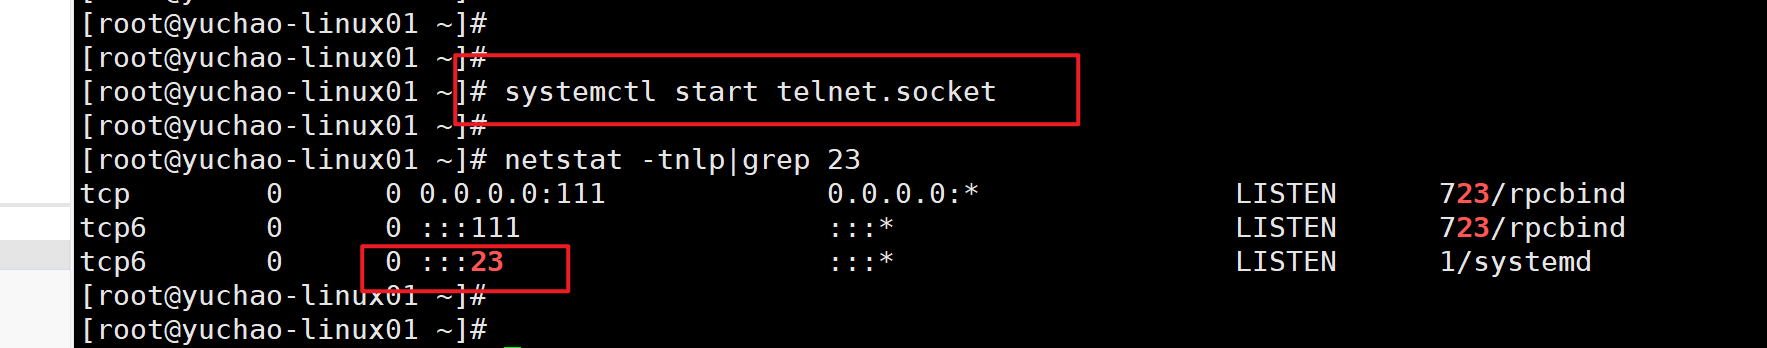 [root@yuchao-linux01 ~]#
[root@yuchao-linux01 ~]#
[root@yuchao-linux01 ~]# systemctl start telnet.socket
[root@yuchao-linux01 ~]#
[root@yuchao-linux01 ~]# netstat -tnlp|grep 23
tcp        0      0 0.0.0.0:111             0.0.0.0:*               LISTEN      723/rpcbind
tcp6       0      0 :::111                  :::*                    LISTEN      723/rpcbind
tcp6       0      0 :::23                   :::*                    LISTEN      1/systemd
[root@yuchao-linux01 ~]#
[root@yuchao-linux01 ~]#